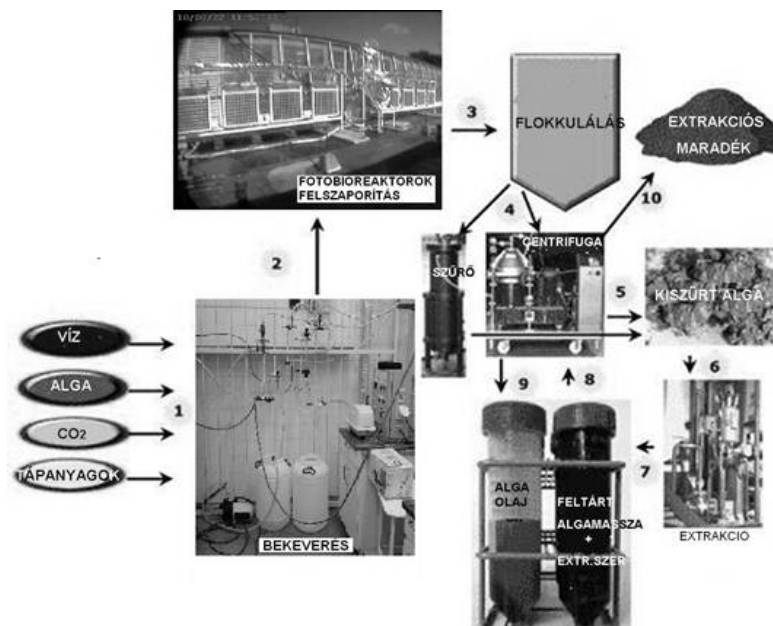 3
FLOKKULÁLÁS
EXTRAKCIÓS
MARADÉK
FOTOBIOREAKTOROK
FELSZAPORÍTÁS
4
10
CENTRIFUGA
SZŰRŐ
2
5
KISZŰRT ALGA
VÍZ
ALGA
1
CO2
TÁPANYAGOK
6
9
8
7
ALGA
OLAJ
FELTÁRT
ALGAMASSZA
+
EXTR.SZER
EXTRAKCIO
BEKEVERÉS